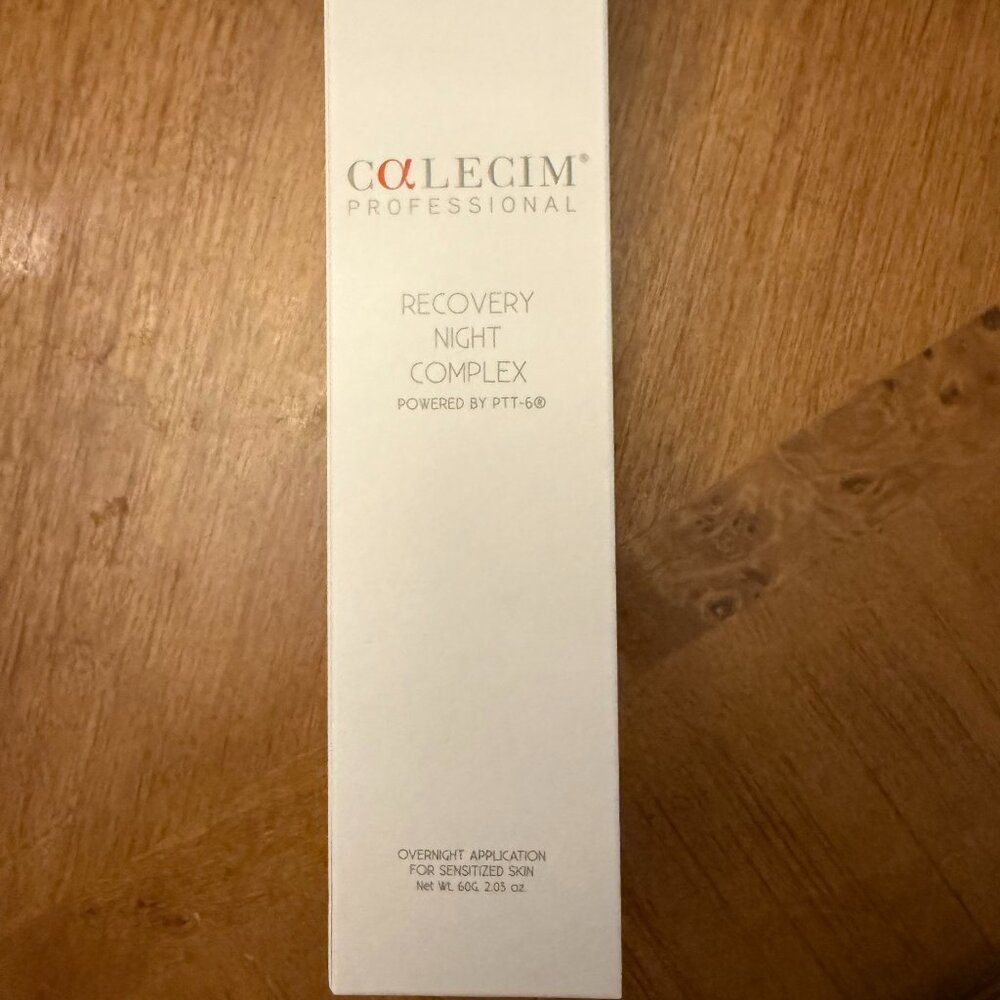 CαLECIM®
PROFESSIONAL
RECOVERY
NIGHT
COMPLEX
POWERED BY PTT-6®
OVERNIGHT APPLICATION
FOR SENSITIZED SKIN
Net Wt. 60G. 2.03 oz.